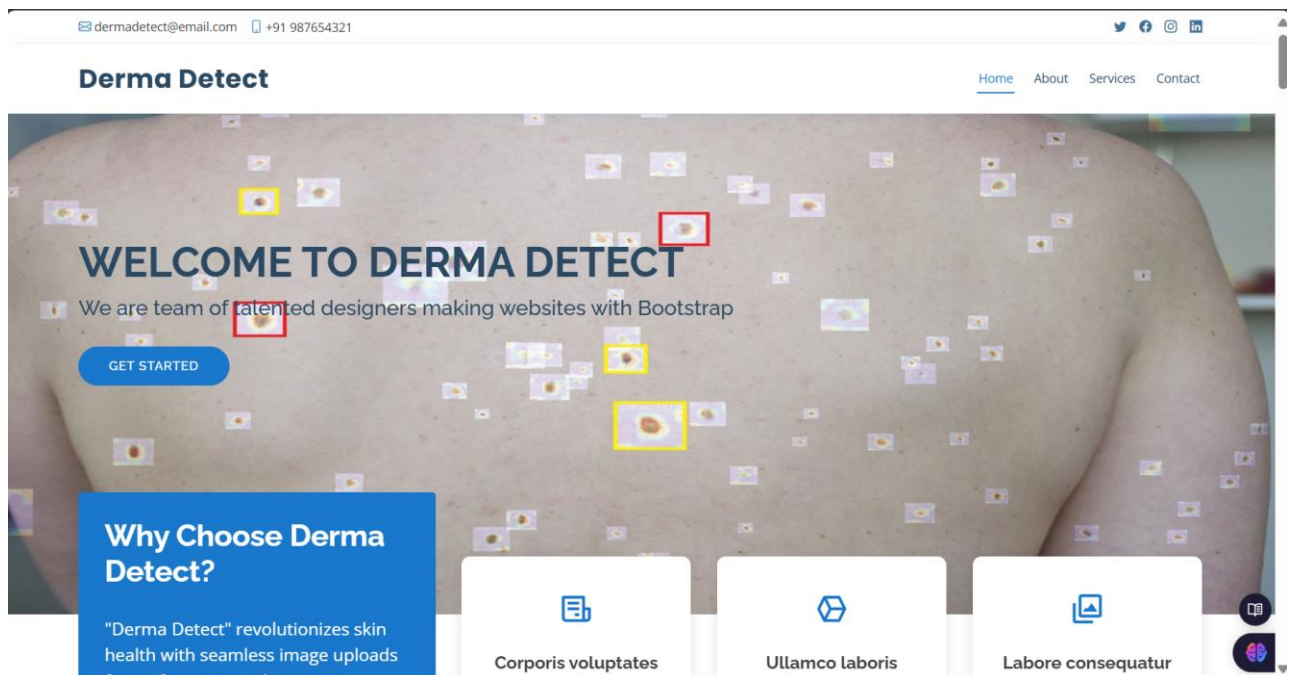 dermadetect@email.com +91 987654321
Derma Detect
Home About Services Contact
WELCOME TO DERMA DETECT
We are team of talented designers making websites with Bootstrap
GET STARTED
Why Choose Derma
Detect?
"Derma Detect" revolutionizes skin
health with seamless image uploads
Corporis voluptates
Ullamco laboris
Labore consequatur